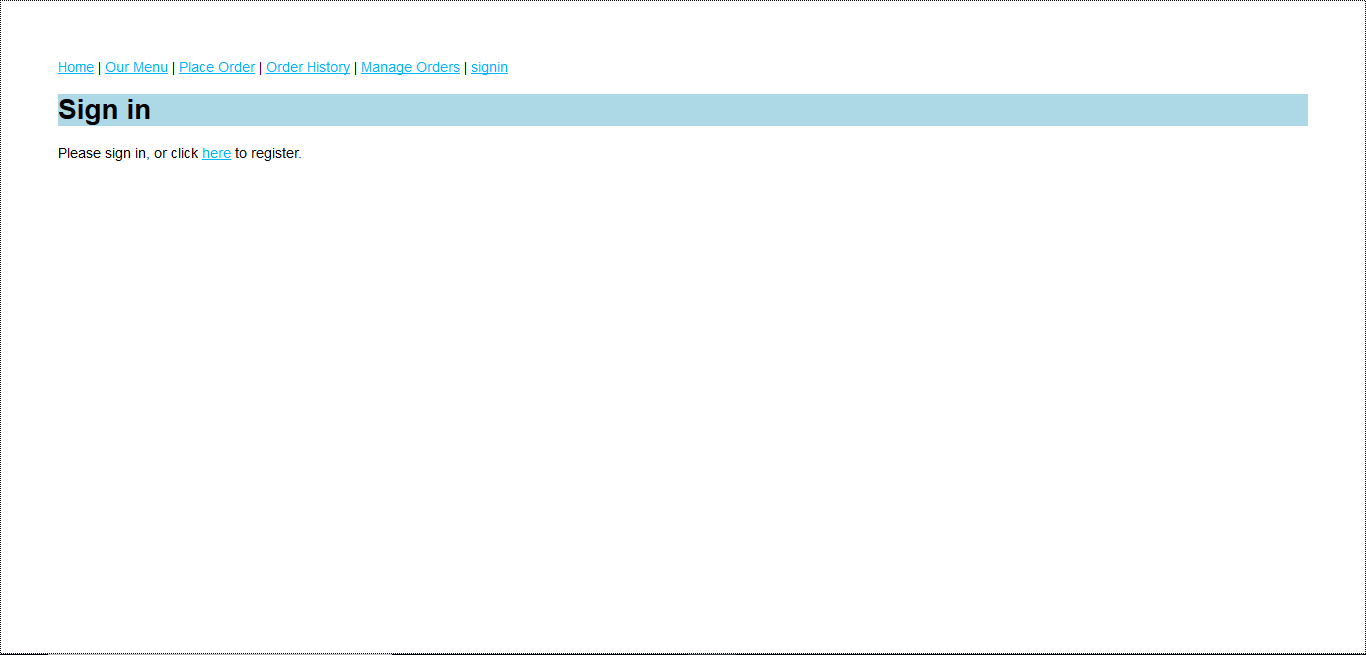 Home | Our Menu | Place Order | Order History | Manage Orders | signin
Sign in
Please sign in, or click here to register.